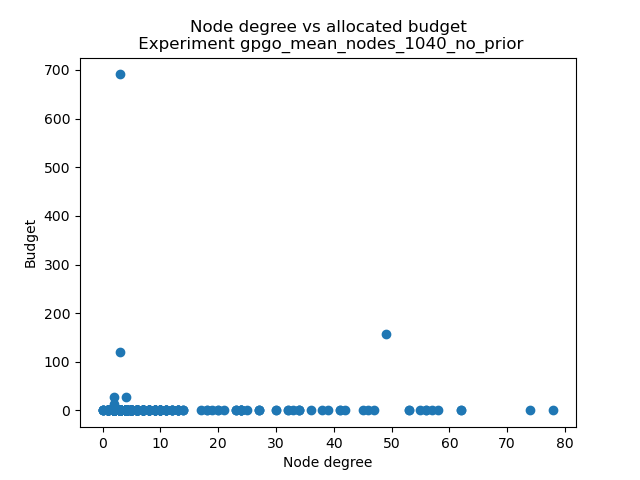 Node degree vs allocated budget
Experiment gpgo_mean_nodes_1040_no_prior
700
600
500
400
300
200
100
0
Budget
0 10 20 30 40 50 60 70 80
Node degree